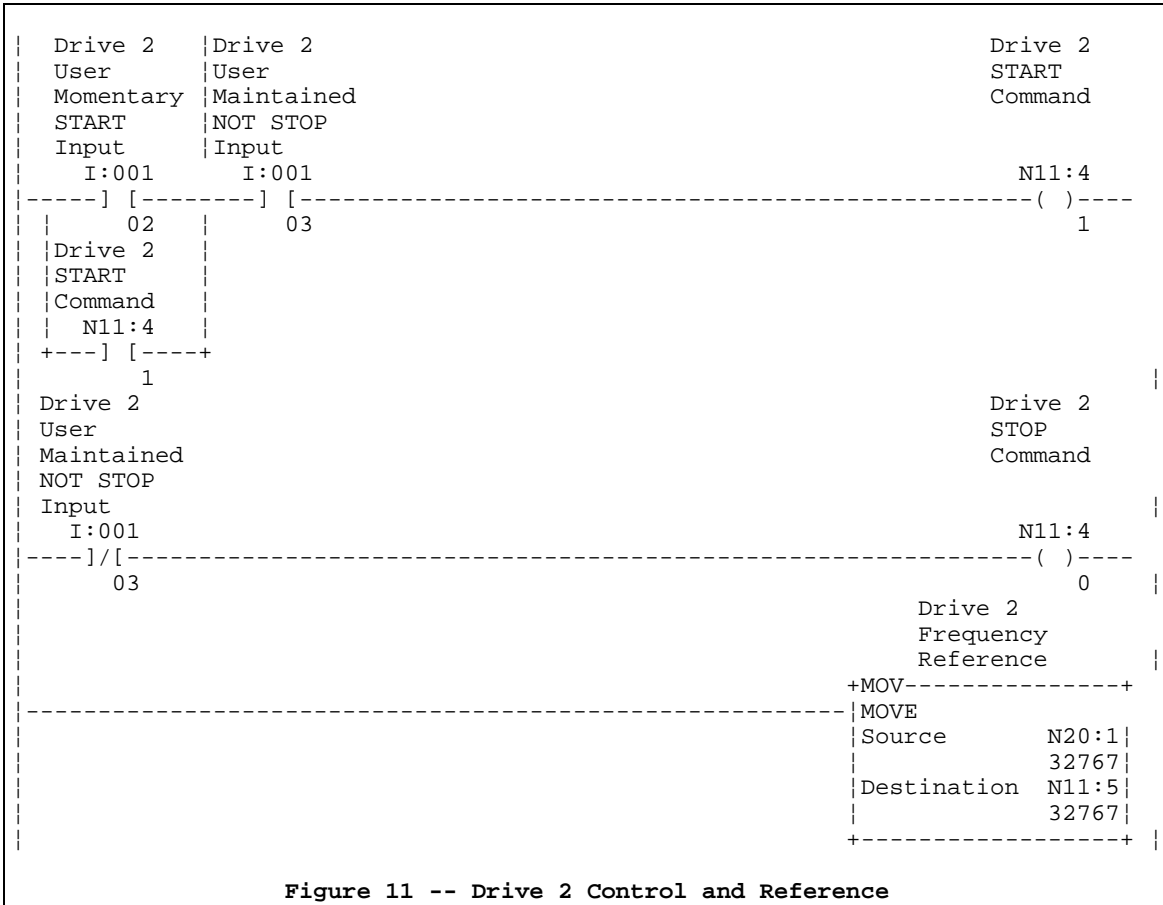 ¦  Drive 2   ¦Drive 2                                               Drive 2
¦  User      ¦User                                                  START
¦  Momentary ¦Maintained                                            Command
¦  START     ¦NOT STOP
¦  Input     ¦Input
¦    I:001      I:001                                                 N11:4
¦-----] [--------] [---------------------------------------------------( )----
¦ ¦     02   ¦     03                                                      1
¦ ¦Drive 2   ¦
¦ ¦START     ¦
¦ ¦Command   ¦
¦ ¦  N11:4   ¦
¦ +---] [----+
¦       1                                                                      ¦
¦ Drive 2                                                            Drive 2
¦ User                                                               STOP
¦ Maintained                                                         Command
¦ NOT STOP
¦ Input                                                                        ¦
¦   I:001                                                              N11:4
¦----]/[---------------------------------------------------------------( )----
¦      03                                                                  0    ¦
¦                                                              Drive 2
¦                                                              Frequency
¦                                                              Reference       ¦
¦                                                         +MOV---------------+
¦---------------------------------------------------------¦MOVE
¦                                                         ¦Source       N20:1¦
¦                                                         ¦             32767¦
¦                                                         ¦Destination  N11:5¦
¦                                                         ¦             32767¦
¦                                                         +------------------+ ¦
Figure 11 -- Drive 2 Control and Reference